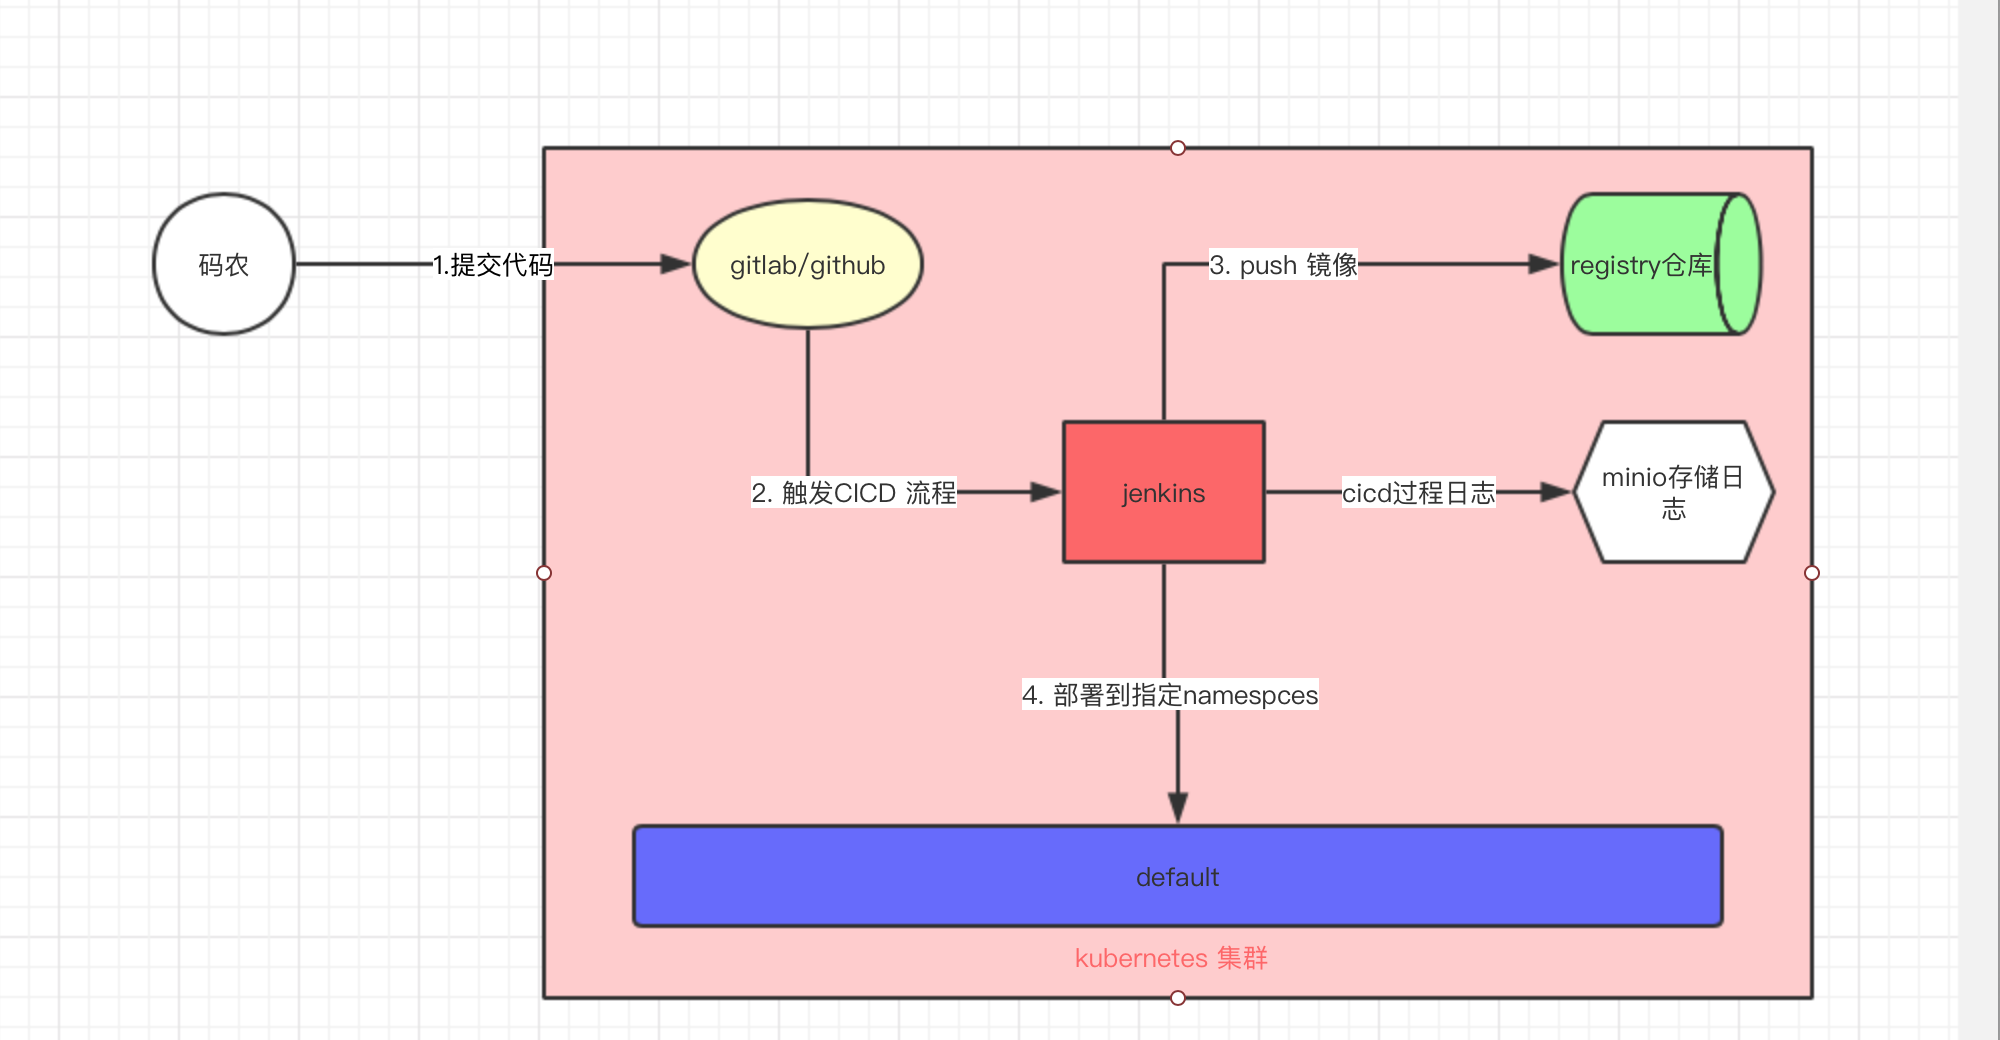 码农
1.提交代码
gitlab/github
3. push 镜像
registry仓库
2. 触发CICD 流程
jenkins
cicd过程日志
minio存储日
志
4. 部署到指定namespces
default
kubernetes 集群